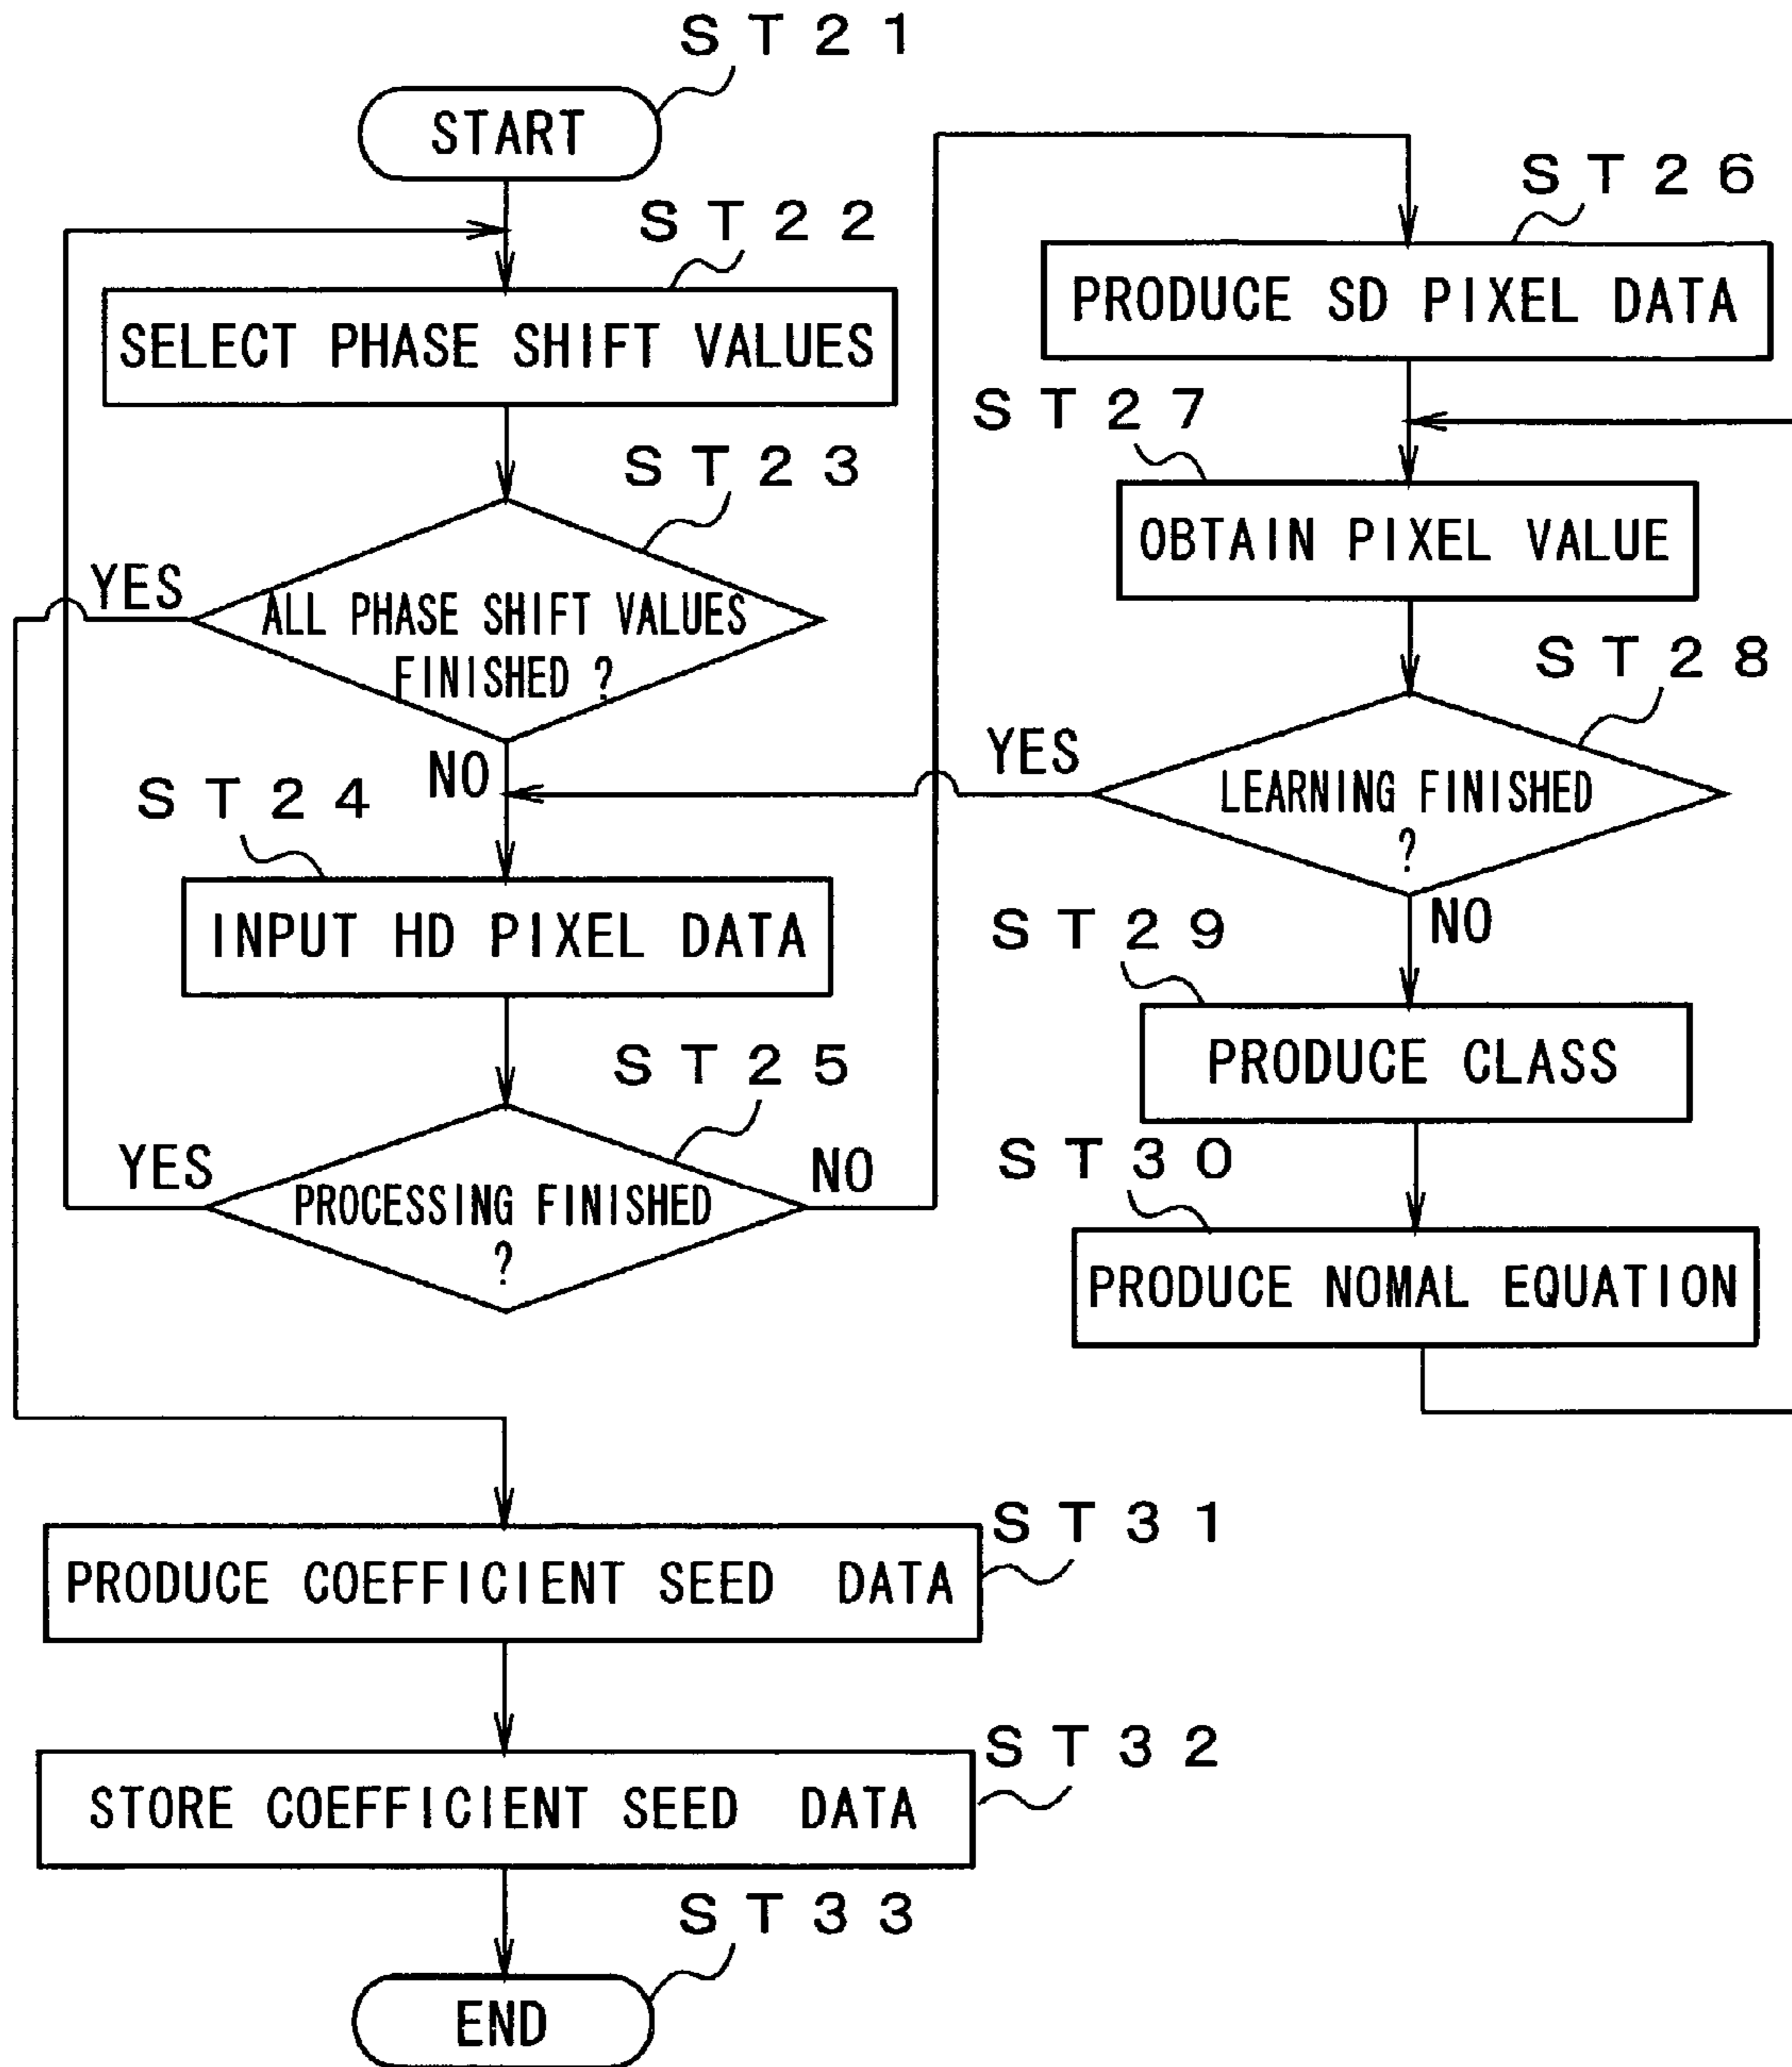 ST21
START
ST22
SELECT PHASE SHIFT VALUES
ST23
YES
ALL PHASE SHIFT VALUES
FINISHED ?
NO
ST24
INPUT HD PIXEL DATA
ST25
YES
PROCESSING FINISHED
?
NO
ST26
PRODUCE SD PIXEL DATA
ST27
OBTAIN PIXEL VALUE
ST28
YES
LEARNING FINISHED
?
NO
ST29
PRODUCE CLASS
ST30
PRODUCE NOMAL EQUATION
ST31
PRODUCE COEFFICIENT SEED DATA
ST32
STORE COEFFICIENT SEED DATA
ST33
END